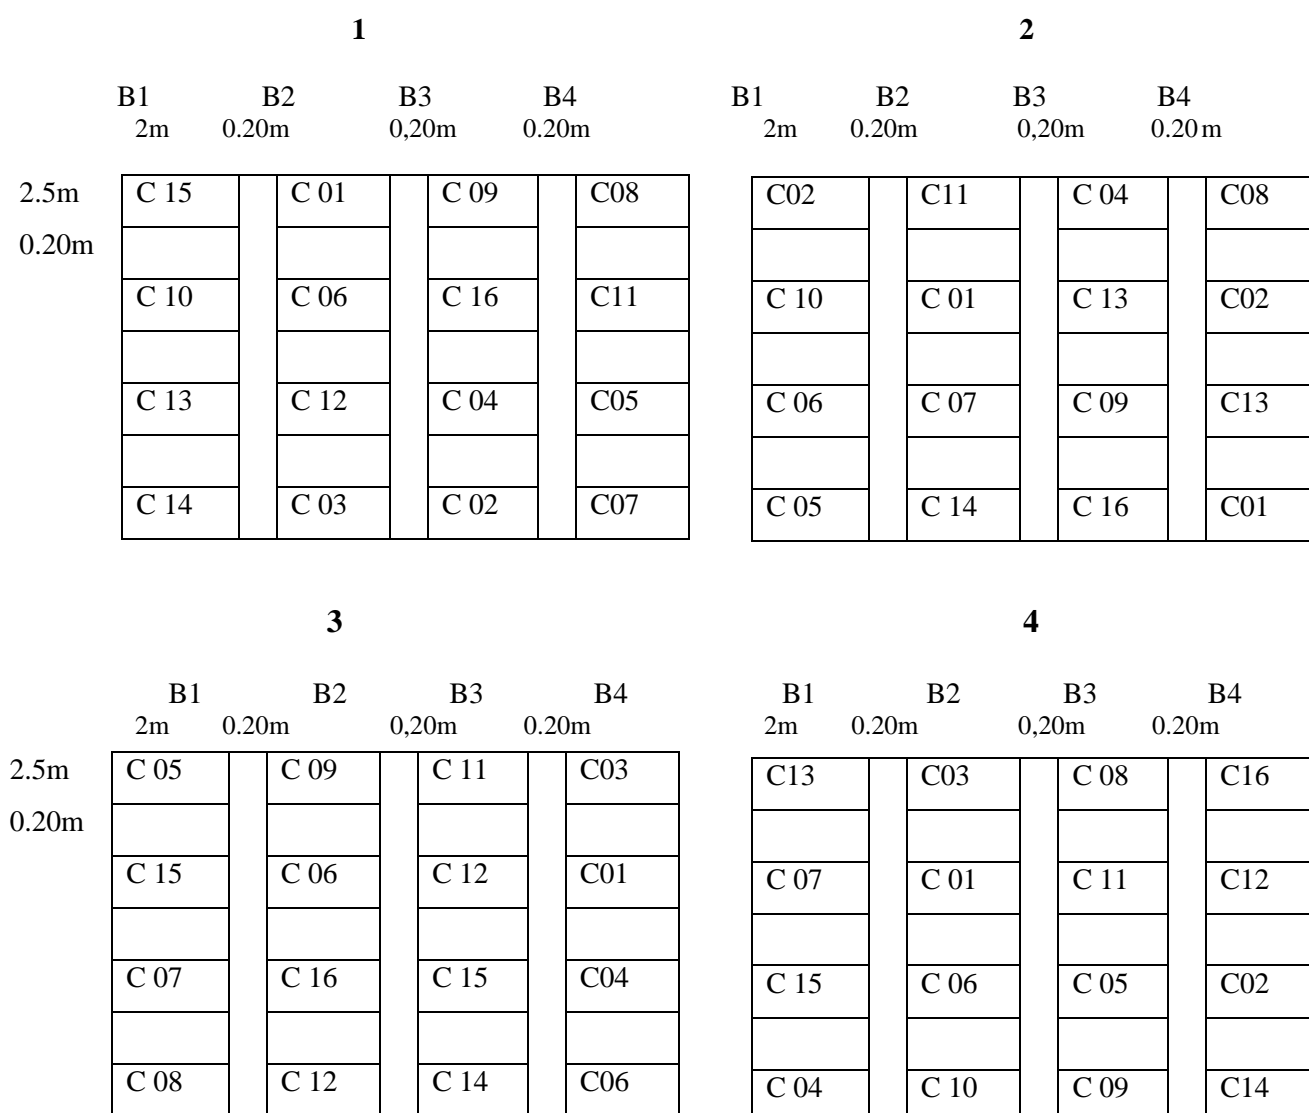 1 2
B1 B2 B3 B4 B1 B2 B3 B4
2m 0.20m 0,20m 0.20m 2m 0.20m 0,20m 0.20 m
2.5m C 15 C 01 C 09 C08 C02 C11 C 04 C08
0.20m
C 10 C 06 C 16 C11 C 10 C 01 C 13 C02
C 13 C 12 C 04 C05 C 06 C 07 C 09 C13
C 14 C 03 C 02 C07 C 05 C 14 C 16 C01
3 4
B1 B2 B3 B4 B1 B2 B3 B4
2m 0.20m 0,20m 0.20m 2m 0.20m 0,20m 0.20m
2.5m C 05 C 09 C 11 C03 C13 C03 C 08 C16
0.20m
C 15 C 06 C 12 C01 C 07 C 01 C 11 C12
C 07 C 16 C 15 C04 C 15 C 06 C 05 C02
C 08 C 12 C 14 C06 C 04 C 10 C 09 C14